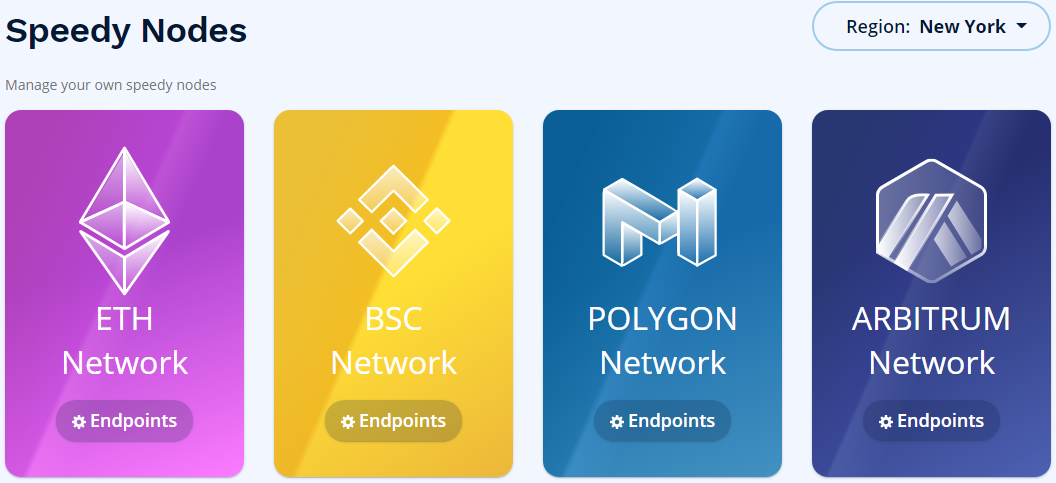 Speedy Nodes
Region: New York
Manage your own speedy nodes
ETH
Network
Endpoints
BSC
Network
Endpoints
POLYGON
Network
Endpoints
ARBITRUM
Network
Endpoints